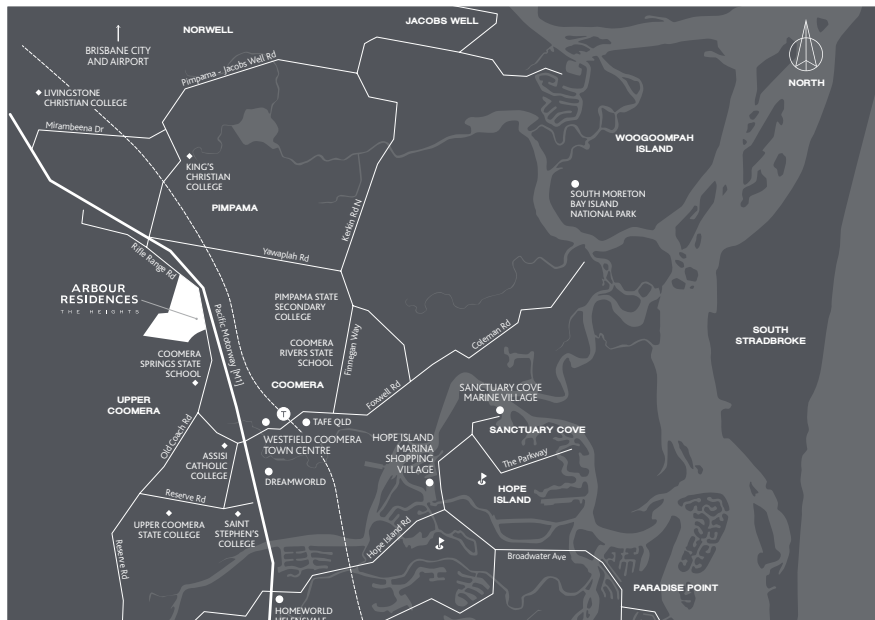 JACOBS WELL
NORWELL
BRISBANE CITY
AND AIRPORT
Pimpama - Jacobs Well Rd
NORTH
LIVINGSTONE
CHRISTIAN COLLEGE
Mirambeena Dr
WOOGOOMPAH
ISLAND
KING'S
CHRISTIAN
COLLEGE
SOUTH MORETON
BAY ISLAND
NATIONAL PARK
PIMPAMA
Kerkin Rd N
Yawaplah Rd
Rifle Range Rd
ARBOUR
RESIDENCES
THE HEIGHTS
Pacific Motorway [M1]
PIMPAMA STATE
SECONDARY
COLLEGE
COOMERA
RIVERS STATE
SCHOOL
Finnegan Way
Coleman Rd
SOUTH
STRADBROKE
COOMERA
SPRINGS STATE
SCHOOL
COOMERA
Foxwell Rd
SANCTUARY COVE
MARINE VILLAGE
UPPER
COOMERA
T
TAFE QLD
Old Coach Rd
WESTFIELD COOMERA
TOWN CENTRE
HOPE ISLAND
MARINA
SHOPPING
VILLAGE
SANCTUARY COVE
The Parkway
ASSISI
CATHOLIC
COLLEGE
DREAMWORLD
HOPE
ISLAND
Reserve Rd
UPPER COOMERA
STATE COLLEGE
SAINT
STEPHEN'S
COLLEGE
Hope Island Rd
Reserve Rd
Broadwater Ave
PARADISE POINT
HOMEWORLD
HELENSVALE